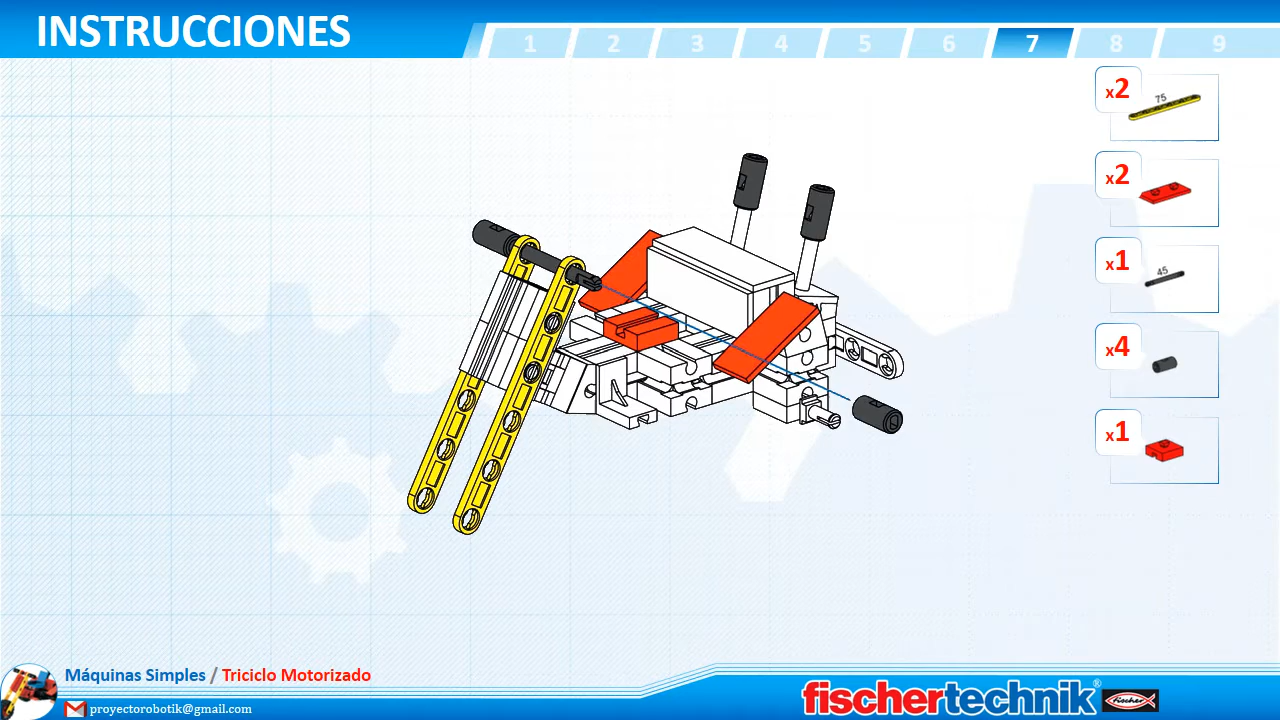 INSTRUCCIONES
1 2 3 4 5 6 7 8 9
x2
75
x2
x1
45
x4
x1
Máquinas Simples / Triciclo Motorizado
proyectorobotik@gmail.com
fischertechnik®
fischer